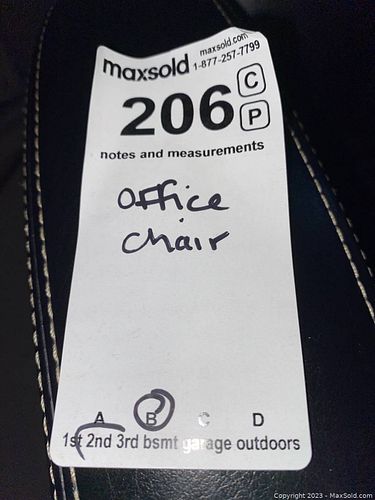 maxsold.com
maxsold 1-877-257-7799
206 C
P
notes and measurements
office
chair
A B C D
1st 2nd 3rd bsmt garage outdoors
Copyright 2023 - MaxSold.com